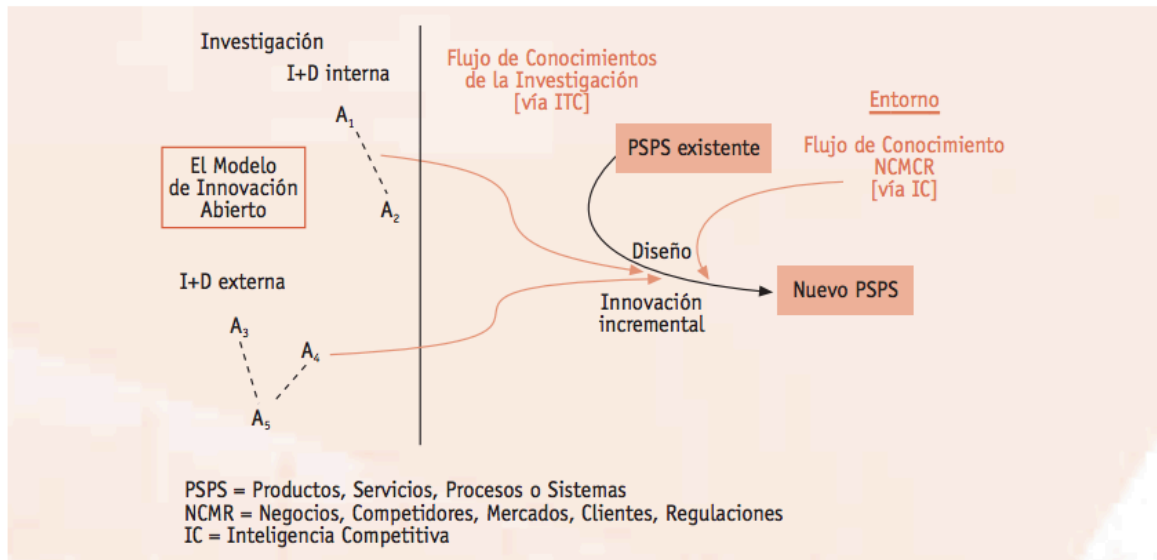 Investigación
I+D interna
A₁
A₂
El Modelo
de Innovación
Abierto
I+D externa
A₃
A₄
A₅
Flujo de Conocimientos
de la Investigación
[vía ITC]
PSPS existente
Entorno
Flujo de Conocimiento
NCMCR
[vía IC]
Diseño
Innovación
incremental
Nuevo PSPS
PSPS = Productos, Servicios, Procesos o Sistemas
NCMR = Negocios, Competidores, Mercados, Clientes, Regulaciones
IC = Inteligencia Competitiva